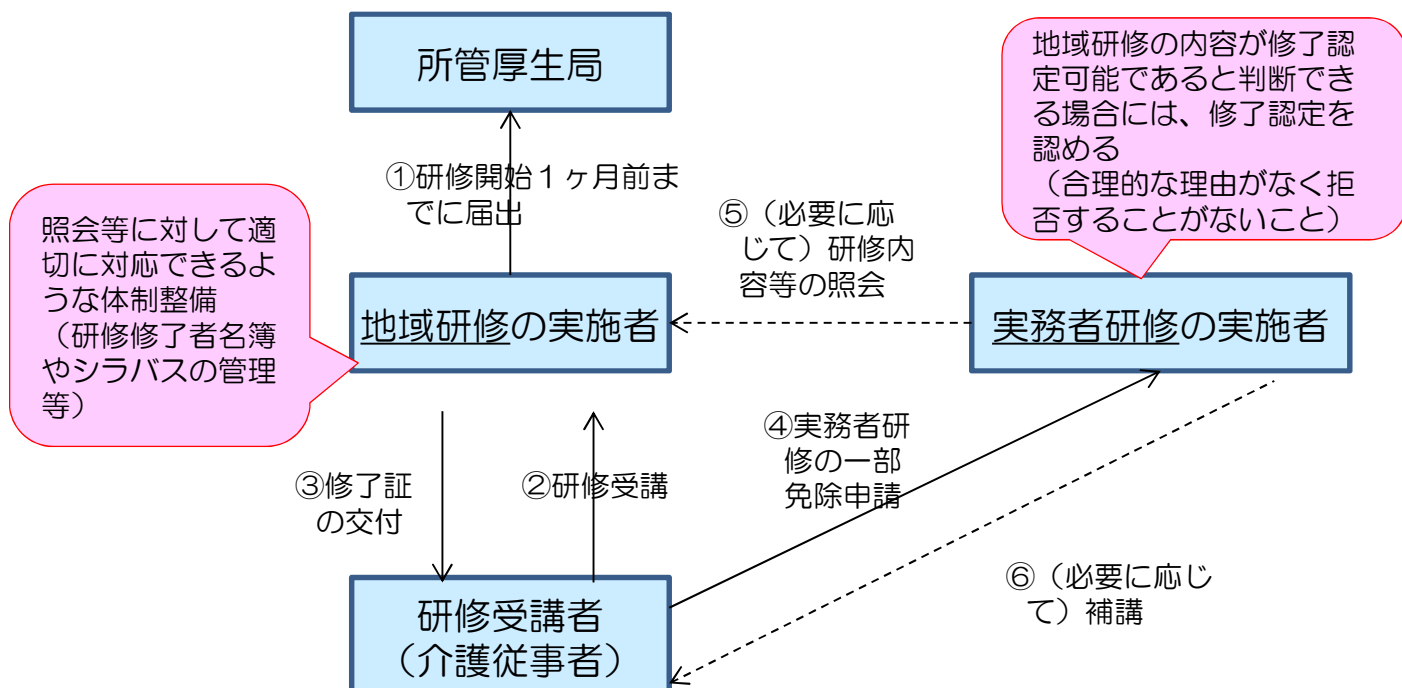 所管厚生局
地域研修の内容が修了認
定可能であると判断でき
る場合には、修了認定を
認める
（合理的な理由がなく拒
否することがないこと）
①研修開始１ヶ月前ま
でに届出
照会等に対して適
切に対応できるよ
うな体制整備
（研修修了者名簿
やシラバスの管理
等）
⑤（必要に応
じて）研修内
容等の照会
地域研修の実施者
実務者研修の実施者
③修了証
の交付
②研修受講
④実務者研
修の一部
免除申請
⑥（必要に応じ
て）補講
研修受講者
（介護従事者）